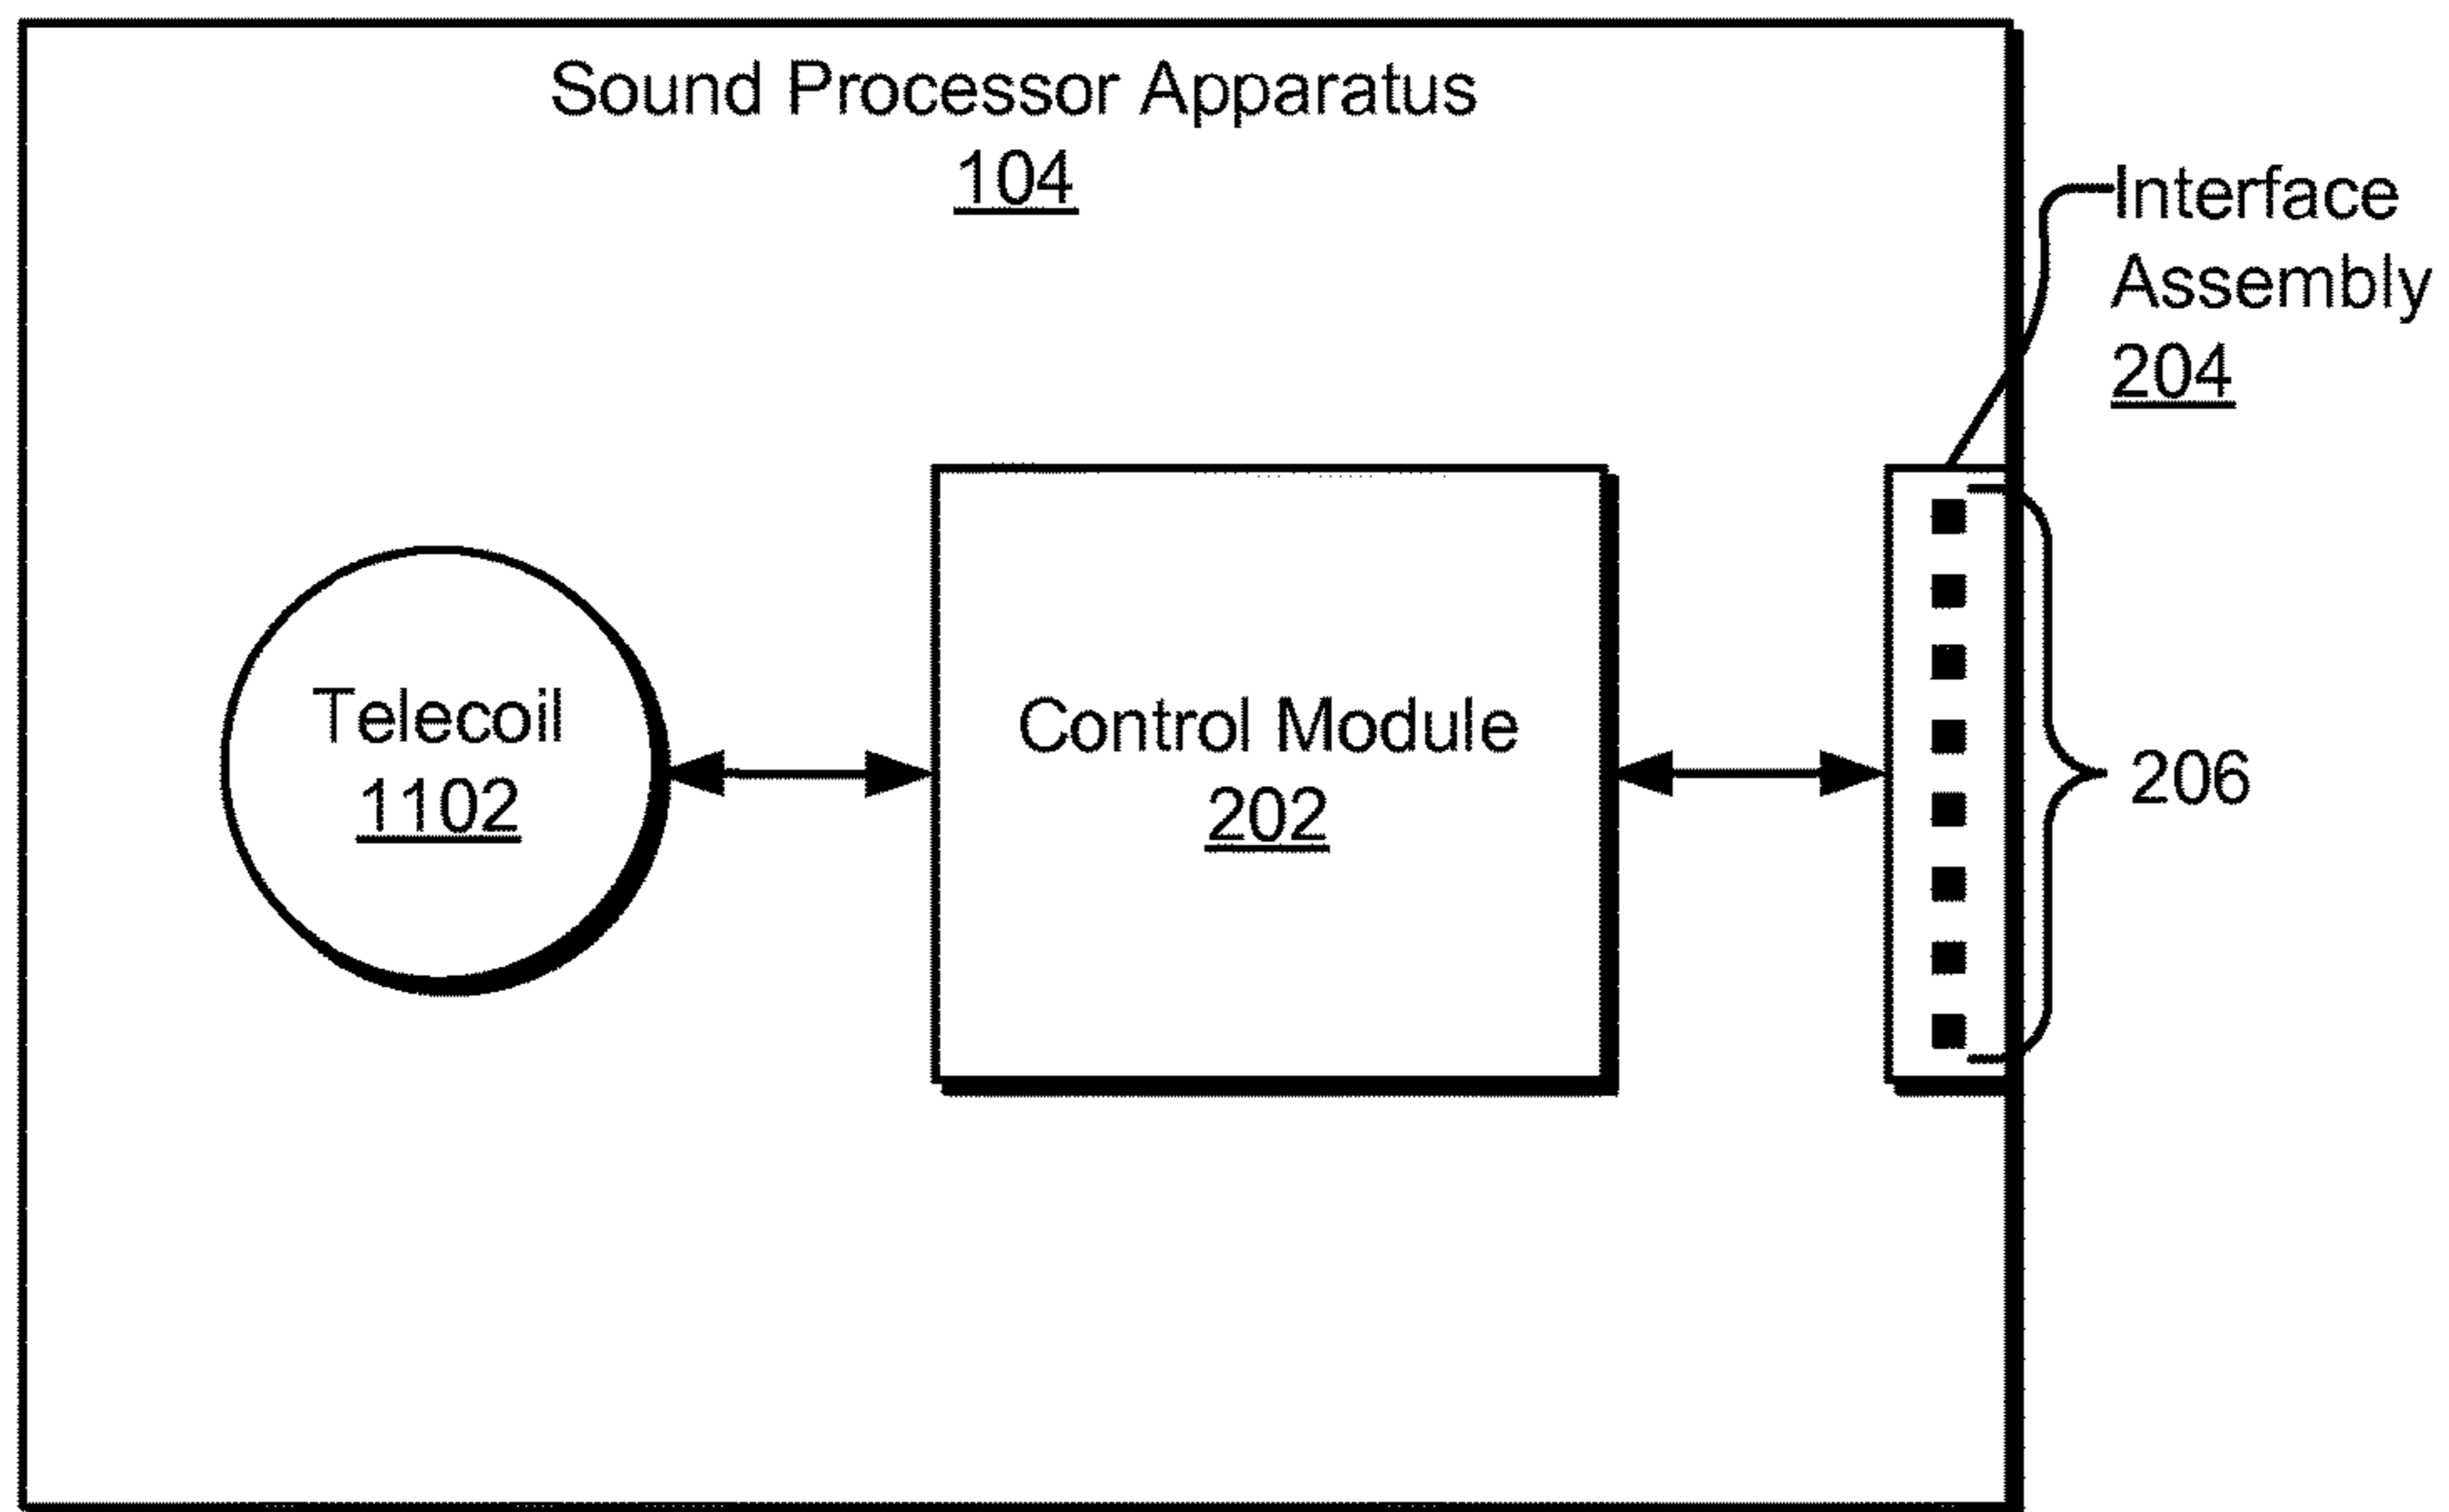 Sound Processor Apparatus
104
Interface
Assembly
204
Telecoil
1102
Control Module
202
206